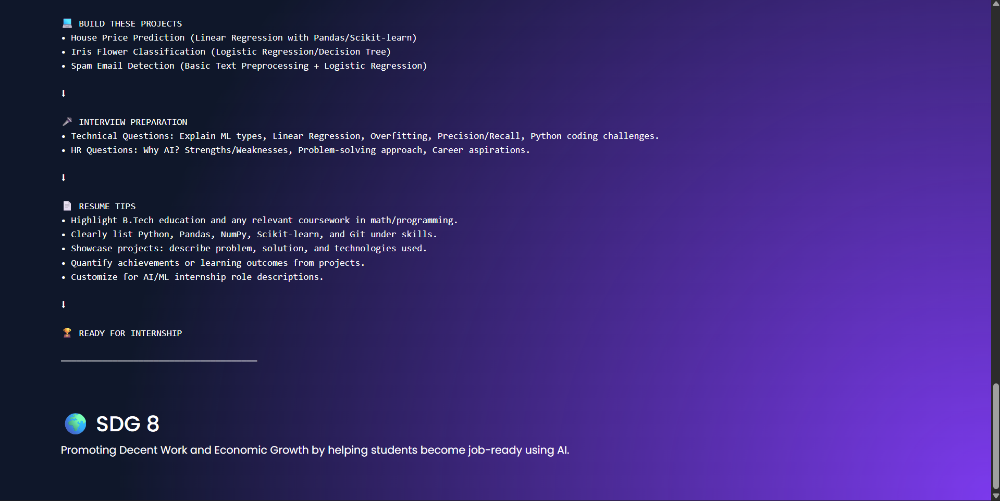 💻 BUILD THESE PROJECTS
• House Price Prediction (Linear Regression with Pandas/Scikit-learn)
• Iris Flower Classification (Logistic Regression/Decision Tree)
• Spam Email Detection (Basic Text Preprocessing + Logistic Regression)
⬇
🎤 INTERVIEW PREPARATION
• Technical Questions: Explain ML types, Linear Regression, Overfitting, Precision/Recall, Python coding challenges.
• HR Questions: Why AI? Strengths/Weaknesses, Problem-solving approach, Career aspirations.
⬇
📄 RESUME TIPS
• Highlight B.Tech education and any relevant coursework in math/programming.
• Clearly list Python, Pandas, NumPy, Scikit-learn, and Git under skills.
• Showcase projects: describe problem, solution, and technologies used.
• Quantify achievements or learning outcomes from projects.
• Customize for AI/ML internship role descriptions.
⬇
🏆 READY FOR INTERNSHIP
══════════════════════════════════════
🌍 SDG 8
Promoting Decent Work and Economic Growth by helping students become job-ready using AI.